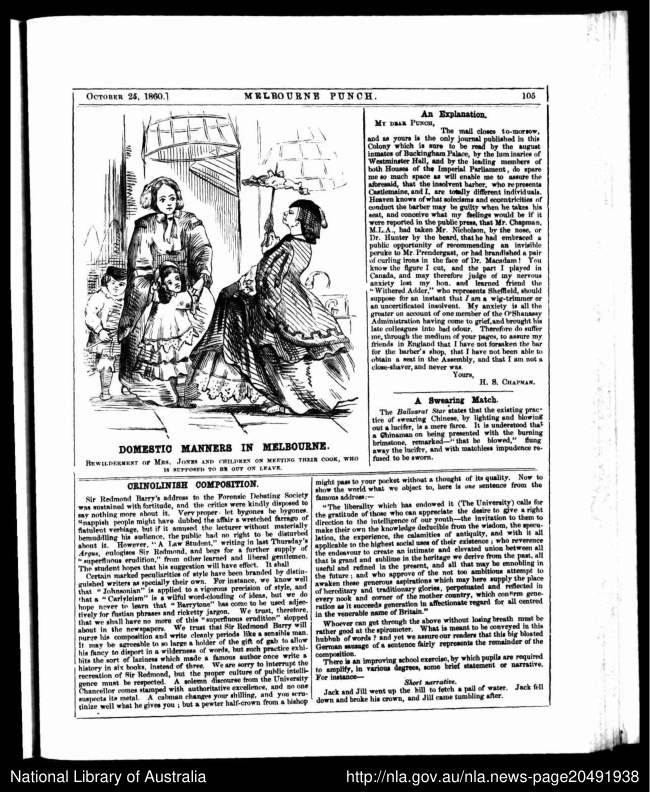 OCTOBER 25, 1860.]
MELBOURNE PUNCH.
105
DOMESTIC MANNERS IN MELBOURNE.
BEWILDERMENT OF MRS. JONES AND CHILDREN ON MEETING THEIR COOK, WHO
IS SUPPOSED TO BE OUT ON LEAVE.
An Explanation.
MY DEAR PUNCH,
The mail closes to-morrow,
and as yours is the only journal published in this
Colony which is sure to be read by the august
inmates of Buckingham Palace, by the luminaries of
Westminster Hall, and by the leading members of
both Houses of the Imperial Parliament, do spare
me so much space as will enable me to assure the
aforesaid, that the insolvent barber, who represents
Castlemaine, and I, are totally different individuals.
Heaven knows of what solecisms and eccentricities of
conduct the barber may be guilty when he takes his
seat, and conceive what my feelings would be if it
were reported in the public press, that Mr. Chapman,
M.L.A., had taken Mr. Nicholson, by the nose, or
Dr. Hunter by the beard, that he had embraced a
public opportunity of recommending an invisible
peruke to Mr. Prendergast, or had brandished a pair
of curling irons in the face of Dr. Macadam! You
know the figure I cut, and the part I played in
Canada, and may therefore judge of my nervous
anxiety lest my hon. and learned friend the
"Withered Adder," who represents Sheffield, should
suppose for an instant that I am a wig-trimmer or
an uncertificated insolvent. My anxiety is all the
greater on account of one member of the O'Shanassy
Administration having come to grief, and brought his
late colleagues into bad odour. Therefore do suffer
me, through the medium of your pages, to assure my
friends in England that I have not forsaken the bar
for the barber's shop, that I have not been able to
obtain a seat in the Assembly, and that I am not a
close-shaver, and never was.
Yours,
H. S. CHAPMAN.
A Swearing Match.
The Ballaarat Star states that the existing prac-
tice of swearing Chinese, by lighting and blowing
out a lucifer, is a mere farce. It is understood that
a Chinaman on being presented with the burning
brimstone, remarked—"that be blowed," flung
away the lucifer, and with matchless impudence re-
fused to be sworn.
CRINOLINISH COMPOSITION.
Sir Redmond Barry's address to the Forensic Debating Society
was sustained with fortitude, and the critics were kindly disposed to
say nothing more about it. Very proper, let bygones be bygones.
Snappish people might have dubbed the affair a wretched farrago of
flatulent verbiage, but if it amused the lecturer without materially
bemuddling his audience, the public had no right to be disturbed
about it. However, "A Law Student," writing in last Thursday's
Argus, eulogises Sir Redmond, and begs for a further supply of
"superfluous erudition," from other learned and liberal gentlemen.
The student hopes that his suggestion will have effect. It shall
Certain marked peculiarities of style have been branded by distin-
guished writers as specially their own. For instance, we know well
that "Johnsonian" is applied to a vigorous precision of style, and
that a "Carlyleism" is a wilful word-clouding of ideas, but we do
hope never to learn that "Barrytone" has come to be used adjec-
tively for fustian phrases and ricketty jargon. We trust, therefore,
that we shall have no more of this "superfluous erudition" slopped
about in the newspapers. We trust that Sir Redmond Barry will
purge his composition and write cleanly periods like a sensible man.
It may be agreeable to so large a holder of the gift of gab to allow
his fancy to disport in a wilderness of words, but such practice exhi-
bits the sort of laziness which made a famous author once write a
history in six books, instead of three. We are sorry to interrupt the
recreation of Sir Redmond, but the proper culture of public intelli-
gence must be respected. A solemn discourse from the University
Chancellor comes stamped with authoritative excellence, and no one
suspects its metal. A cabman changes your shilling, and you scru-
tinize well what he gives you; but a pewter half-crown from a bishop
might pass to your pocket without a thought of its quality. Now to
show the world what we object to, here is one sentence from the
famous address:—
"The liberality which has endowed it (The University) calls for
the gratitude of those who can appreciate the desire to give a right
direction to the intelligence of our youth—the invitation to them to
make their own the knowledge deducible from the wisdom, the specu-
lation, the experience, the calamities of antiquity, and with it all
applicable to the highest social uses of their existence; who reverence
the endeavour to create an intimate and elevated union between all
that is grand and sublime in the heritage we derive from the past, all
useful and refined in the present, and all that may be ennobling in
the future; and who approve of the not too ambitious attempt to
awaken these generous aspirations which may here supply the place
of hereditary and traditionary glories, perpetuated and reflected in
every nook and corner of the mother country, which confirm gene-
ration as it succeeds generation in affectionate regard for all centred
in the venerable name of Britain."
Whoever can get through the above without losing breath must be
rather good at the spirometer. What is meant to be conveyed in this
hubbub of words? and yet we assure our readers that this big bloated
German sausage of a sentence fairly represents the remainder of the
composition.
There is an improving school exercise, by which pupils are required
to amplify, in various degrees, some brief statement or narrative.
For instance—
Short narrative.
Jack and Jill went up the hill to fetch a pail of water. Jack fell
down and broke his crown, and Jill came tumbling after.
National Library of Australia
http://nla.gov.au/nla.news-page20491938